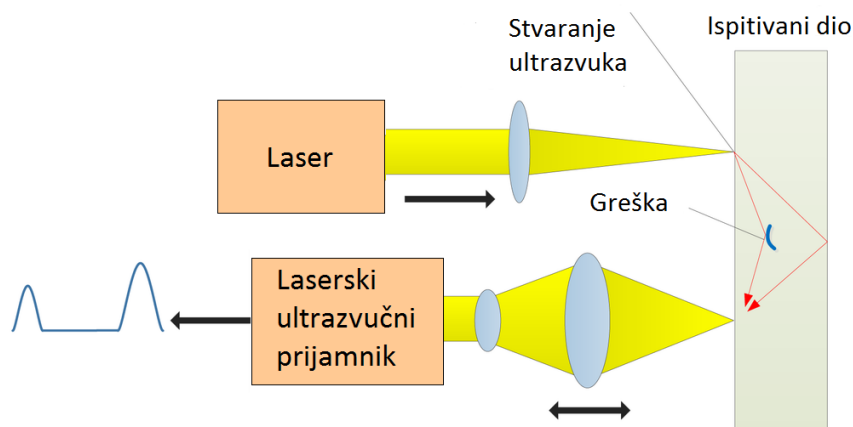 Stvaranje
ultrazvuka
Ispitivani dio
Laser
Greška
Laserski
ultrazvučni
prijamnik